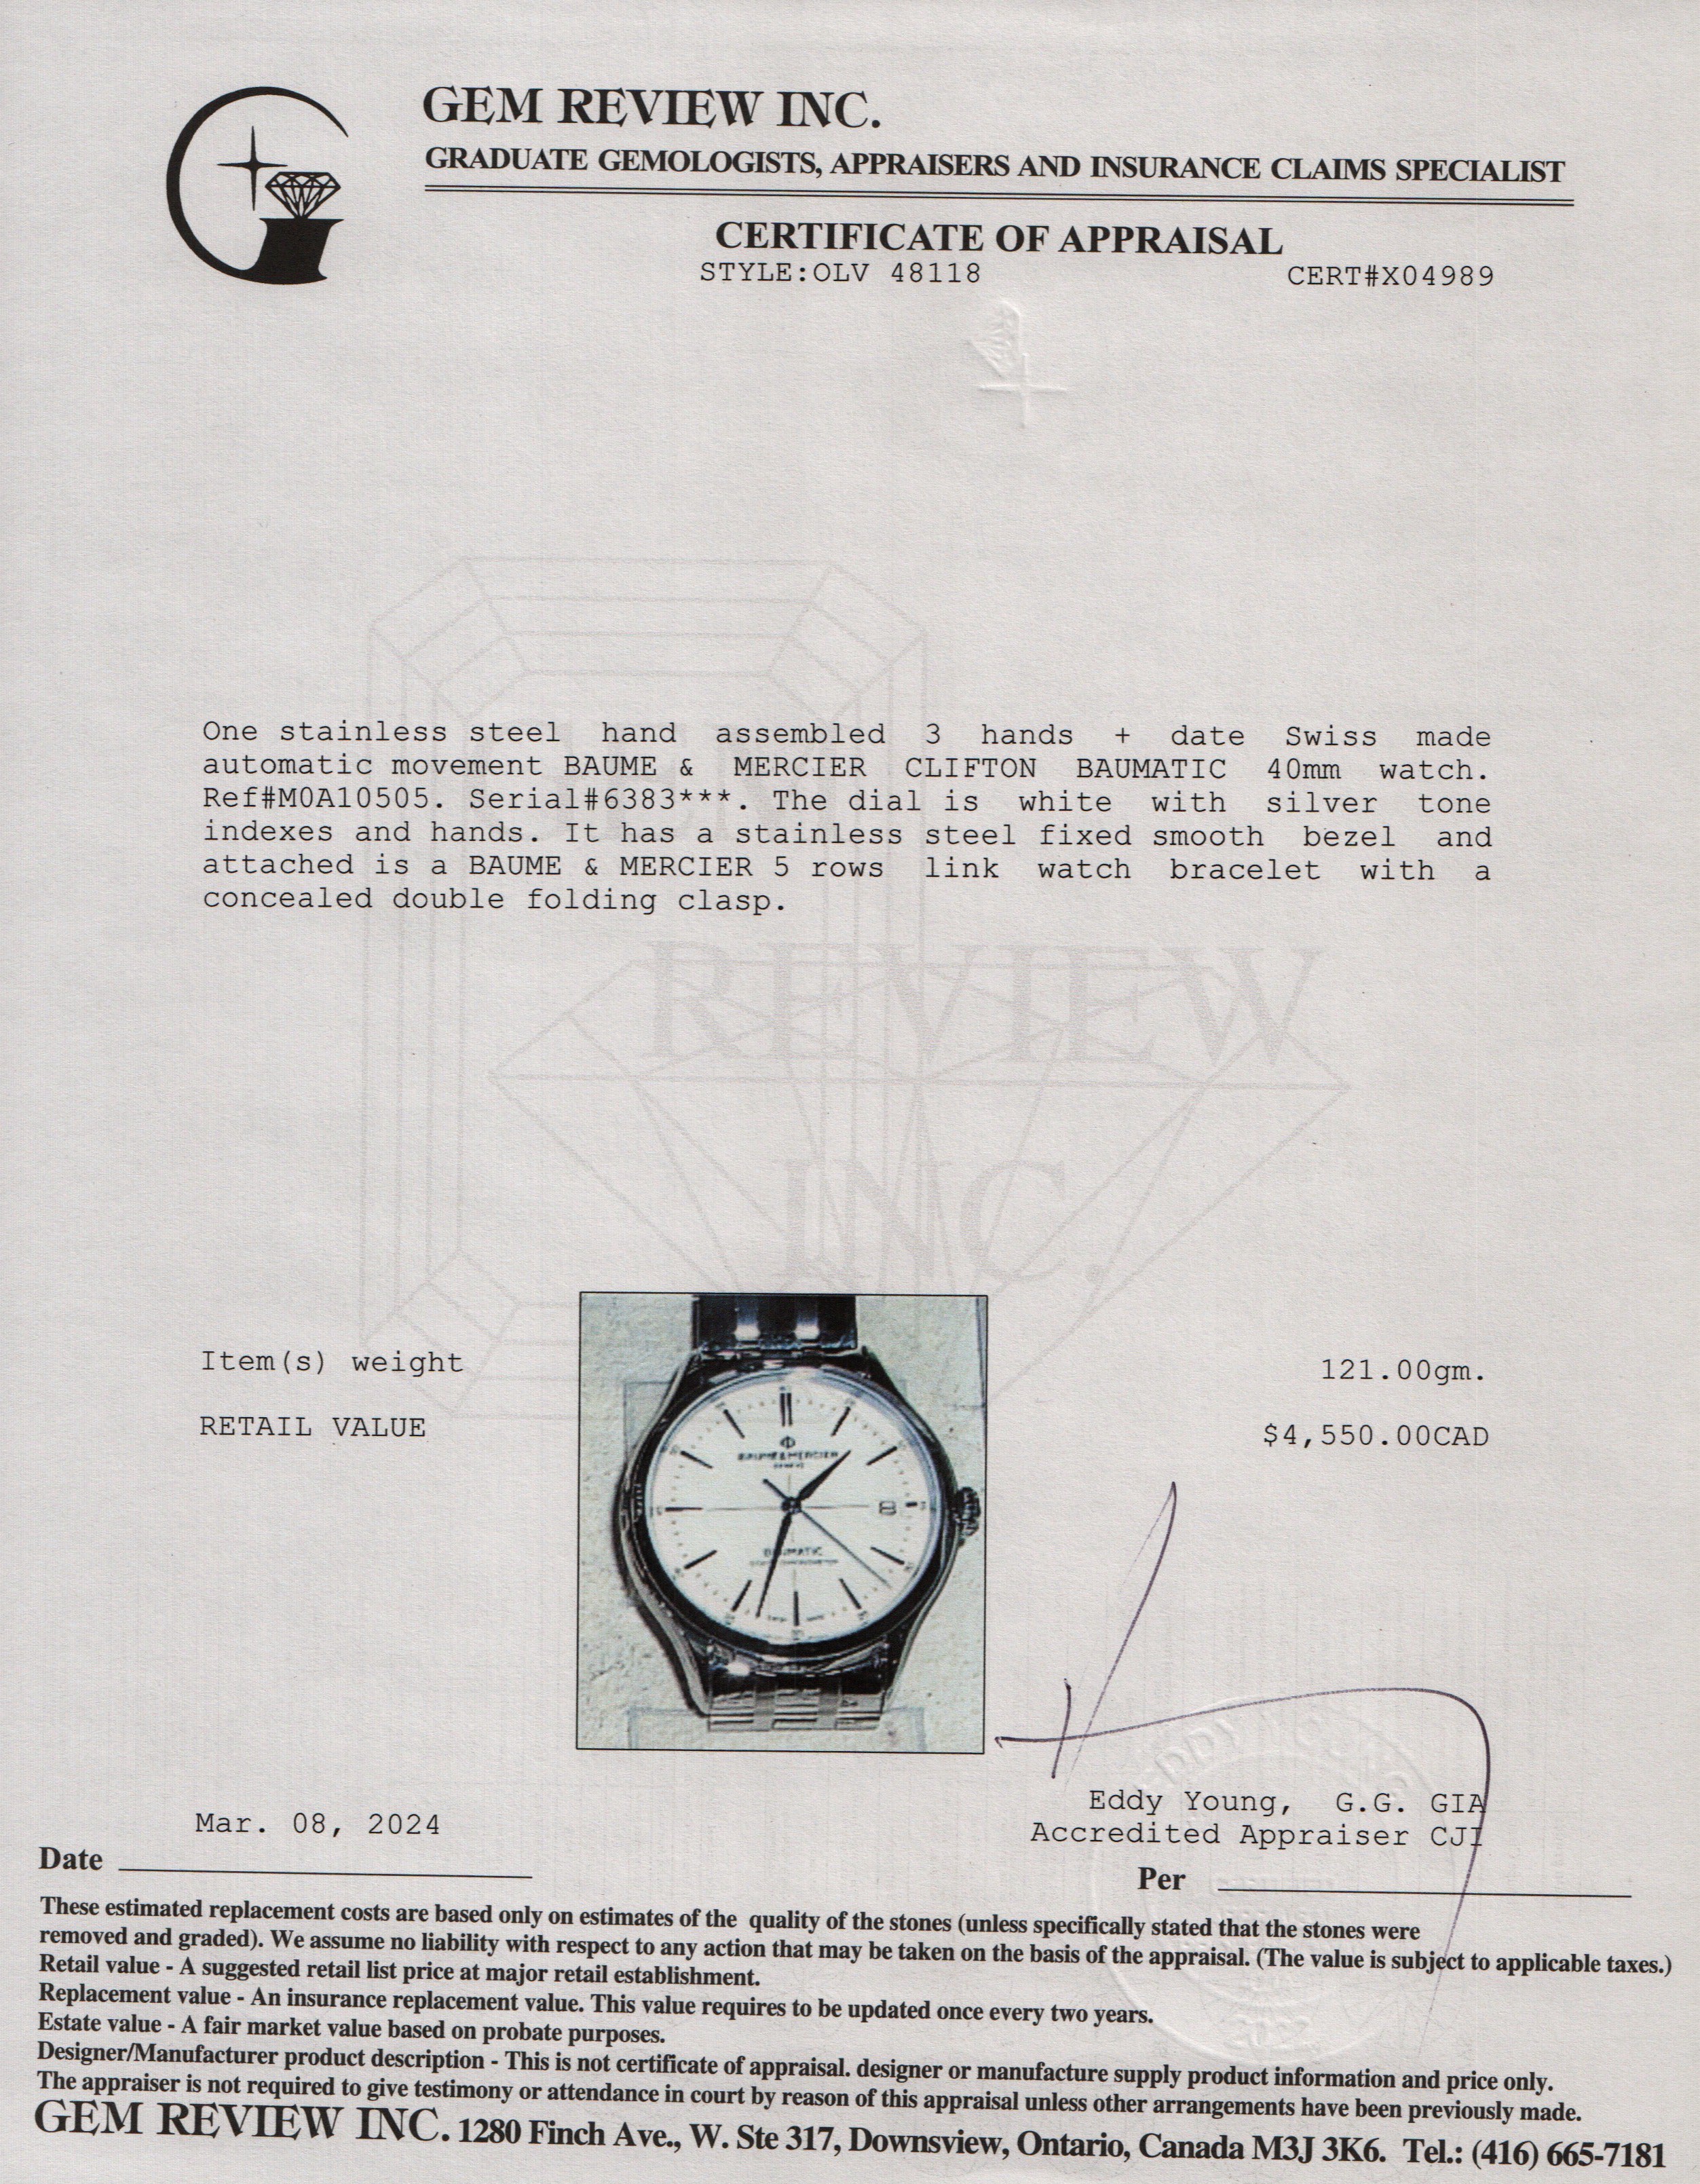 GEM REVIEW INC.
GRADUATE GEMOLOGISTS, APPRAISERS AND INSURANCE CLAIMS SPECIALIST
CERTIFICATE OF APPRAISAL
STYLE:OLV 48118 CERT#X04989
One stainless steel hand assembled 3 hands + date Swiss made
automatic movement BAUME & MERCIER CLIFTON BAUMATIC 40mm watch.
Ref#M0A10505. Serial#6383***. The dial is white with silver tone
indexes and hands. It has a stainless steel fixed smooth bezel and
attached is a BAUME & MERCIER 5 rows link watch bracelet with a
concealed double folding clasp.
REVIEW
INC.
BAUME & MERCIER
GENEVE
8
BAUMATIC
Item(s) weight 121.00gm.
RETAIL VALUE $4,550.00CAD
EDDY YOUNG
Eddy Young, G.G. GIA
Accredited Appraiser CJI
Mar. 08, 2024
Date
Per
These estimated replacement costs are based only on estimates of the quality of the stones (unless specifically stated that the stones were
removed and graded). We assume no liability with respect to any action that may be taken on the basis of the appraisal. (The value is subject to applicable taxes.)
Retail value - A suggested retail list price at major retail establishment.
Replacement value - An insurance replacement value. This value requires to be updated once every two years.
Estate value - A fair market value based on probate purposes.
Designer/Manufacturer product description - This is not certificate of appraisal. designer or manufacture supply product information and price only.
The appraiser is not required to give testimony or attendance in court by reason of this appraisal unless other arrangements have been previously made.
GEM REVIEW INC. 1280 Finch Ave., W. Ste 317, Downsview, Ontario, Canada M3J 3K6. Tel.: (416) 665-7181